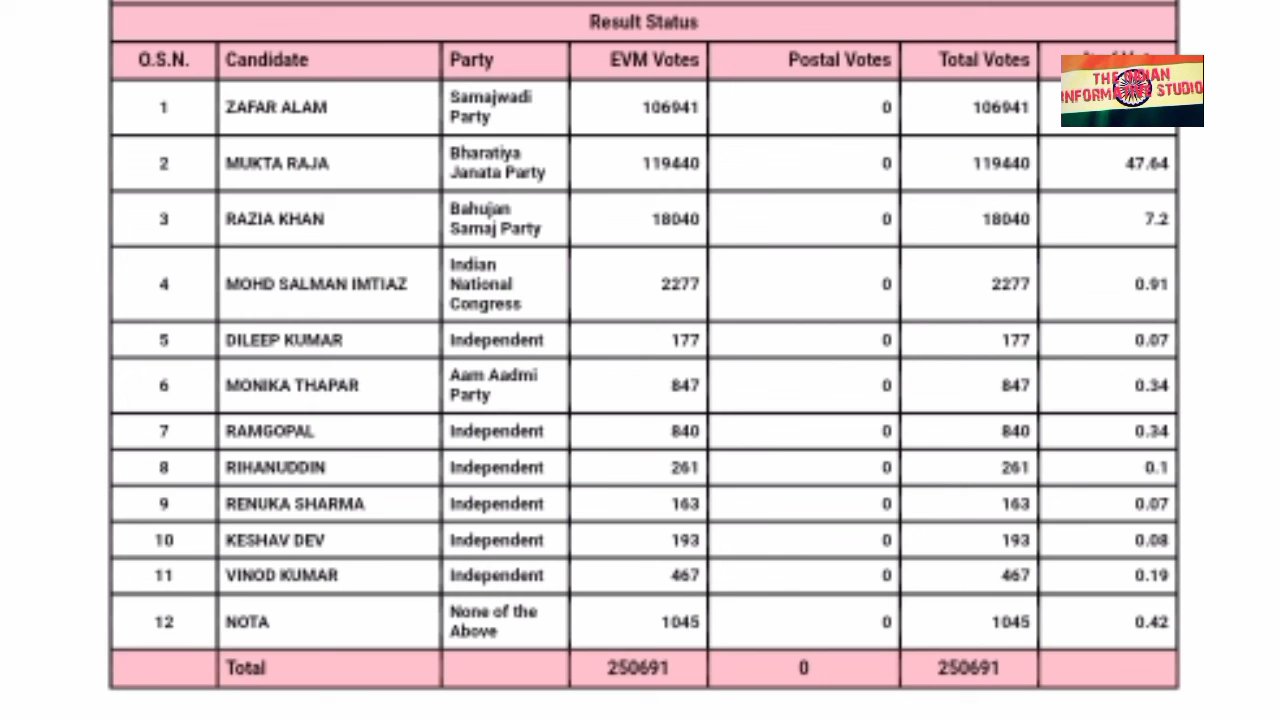 Result Status
O.S.N. Candidate Party EVM Votes Postal Votes Total Votes
1 ZAFAR ALAM Samajwadi Party 106941 0 106941
2 MUKTA RAJA Bharatiya Janata Party 119440 0 119440 47.64
3 RAZIA KHAN Bahujan Samaj Party 18040 0 18040 7.2
4 MOHD SALMAN IMTIAZ Indian National Congress 2277 0 2277 0.91
5 DILEEP KUMAR Independent 177 0 177 0.07
6 MONIKA THAPAR Aam Aadmi Party 847 0 847 0.34
7 RAMGOPAL Independent 840 0 840 0.34
8 RIHANUDDIN Independent 261 0 261 0.1
9 RENUKA SHARMA Independent 163 0 163 0.07
10 KESHAV DEV Independent 193 0 193 0.08
11 VINOD KUMAR Independent 467 0 467 0.19
12 NOTA None of the Above 1045 0 1045 0.42
Total 250691 0 250691
THE INDIAN
INFORMATIVE STUDIO